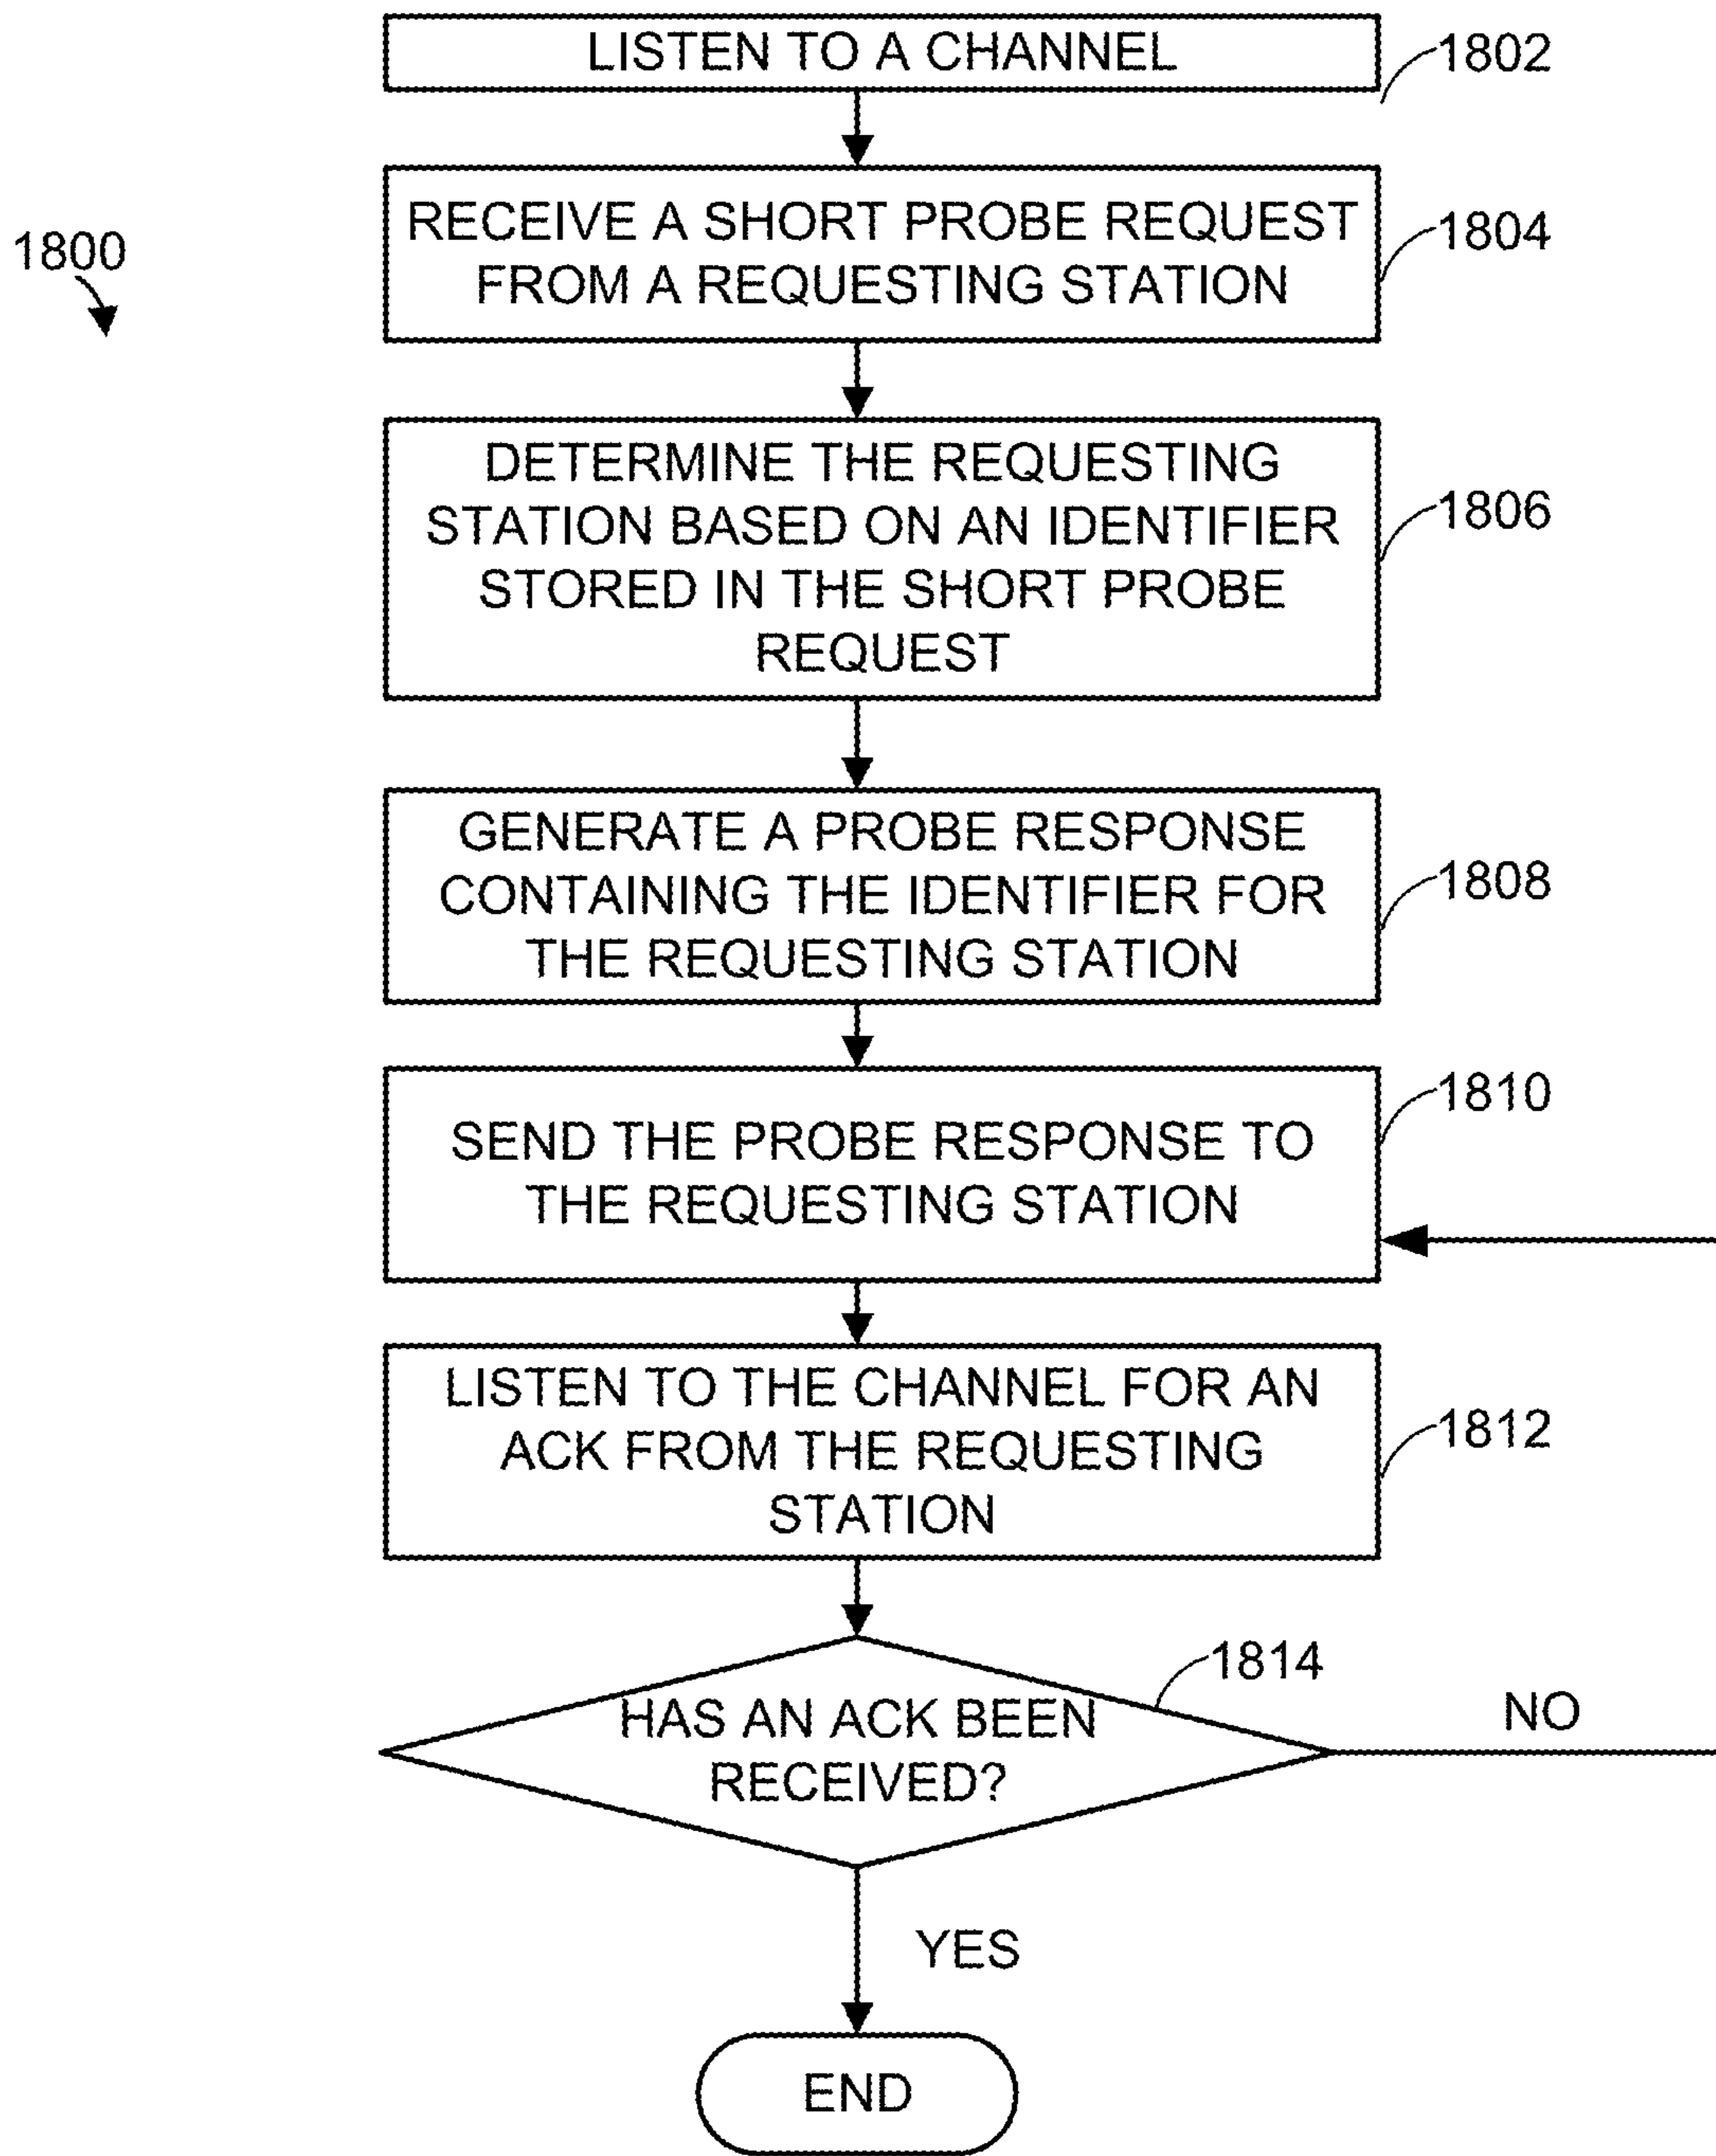 LISTEN TO A CHANNEL
1802
1800
RECEIVE A SHORT PROBE REQUEST
FROM A REQUESTING STATION
1804
DETERMINE THE REQUESTING
STATION BASED ON AN IDENTIFIER
STORED IN THE SHORT PROBE
REQUEST
1806
GENERATE A PROBE RESPONSE
CONTAINING THE IDENTIFIER FOR
THE REQUESTING STATION
1808
SEND THE PROBE RESPONSE TO
THE REQUESTING STATION
1810
LISTEN TO THE CHANNEL FOR AN
ACK FROM THE REQUESTING
STATION
1812
HAS AN ACK BEEN
RECEIVED?
1814
NO
YES
END